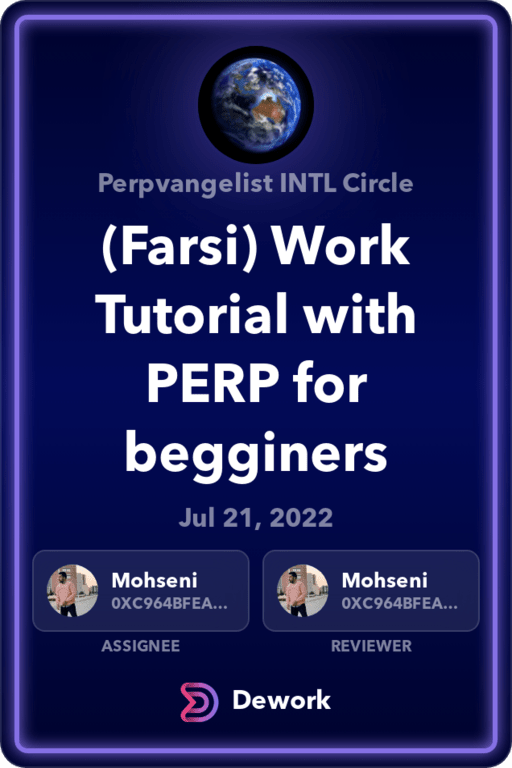 Perpvangelist INTL Circle
(Farsi) Work
Tutorial with
PERP for
begginers
Jul 21, 2022
Mohseni
0XC964BFEA...
ASSIGNEE
Mohseni
0XC964BFEA...
REVIEWER
Dework